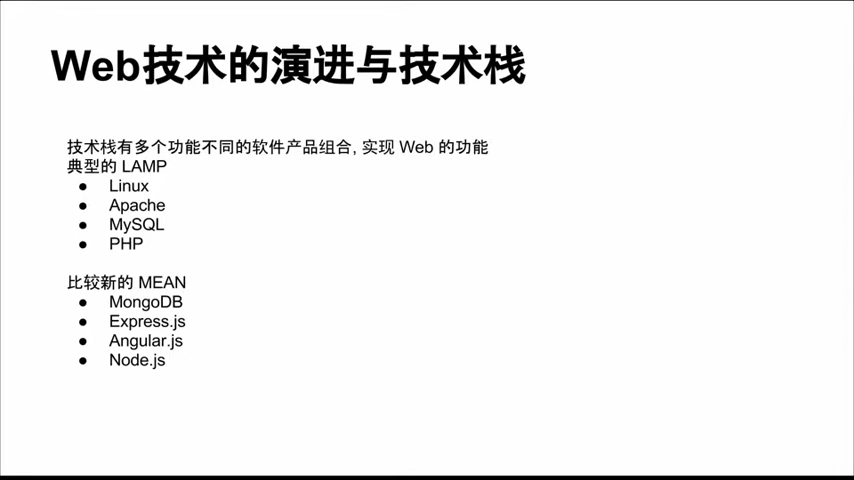 Web技术的演进与技术栈
技术栈有多个功能不同的软件产品组合, 实现 Web 的功能
典型的 LAMP
● Linux
● Apache
● MySQL
● PHP
比较新的 MEAN
● MongoDB
● Express.js
● Angular.js
● Node.js